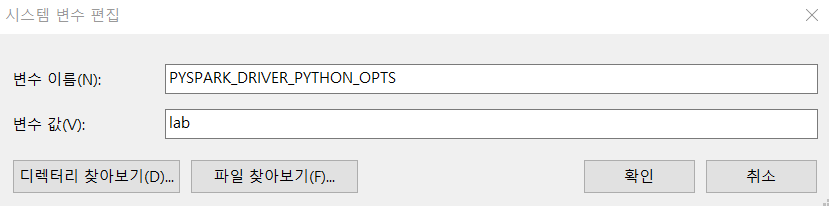 시스템 변수 편집
변수 이름(N): PYSPARK_DRIVER_PYTHON_OPTS
변수 값(V): lab
디렉터리 찾아보기(D)... 파일 찾아보기(F)... 확인 취소